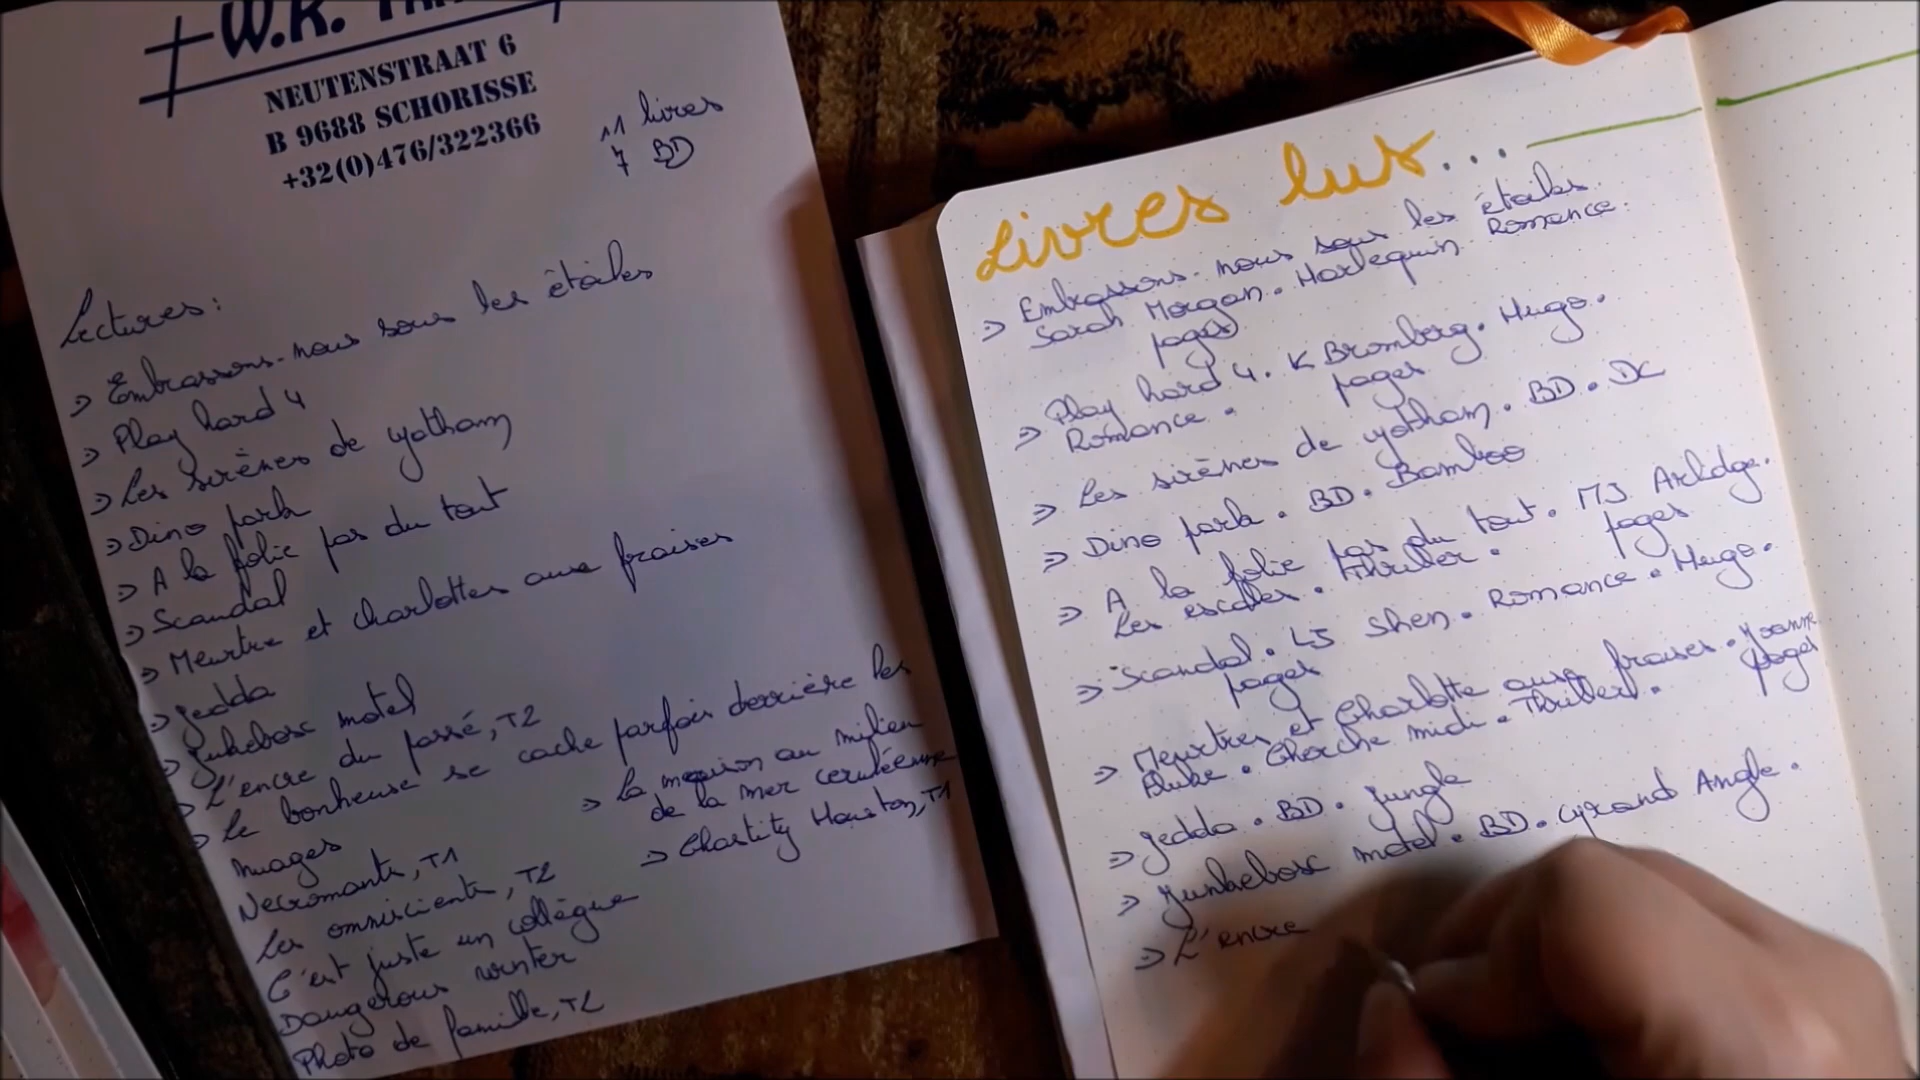 W.R.
NEUTENSTRAAT 6
B 9688 SCHORISSE
+32(0)476/322366
11 livres
7 BD
Lectures:
=> Embrassons-nous sous les étoiles
=> Play hard 4
=> Les sirènes de gotham
=> Dino park
=> A la folie pas du tout
=> Scandal
=> Meurtre et charlottes aux fraises
=> Jedda
=> Jukebox motel
=> L'encre du passé, T2
=> Le bonheur se cache parfois derrière les
nuages
Necromants, T1
Les omniscients, T2
C'est juste un collègue
Dangerous winter
Photo de famille, T2
=> La maison au milieu
de la mer ceruléenne
=> Chastity Houston, T1
Livres lus...
=> Embrassons-nous sous les étoiles
Sarah Morgan. Harlequin. Romance.
pages
=> Play hard 4. K Bromberg. Hugo.
Romance. pages
=> Les sirènes de gotham. BD. DC
=> Dino park. BD. Bamboo
=> A la folie pas du tout. MJ Arlidge.
Les escales. Thriller. pages
=> Scandal. LJ Shen. Romance. Hugo.
pages
=> Meurtres et Charlotte aux fraises.
Fluke. Cherche midi. Thriller. pages
=> Jedda. BD. Jungle
=> Junkebox motel. BD. Grand Angle.
=> L'encre